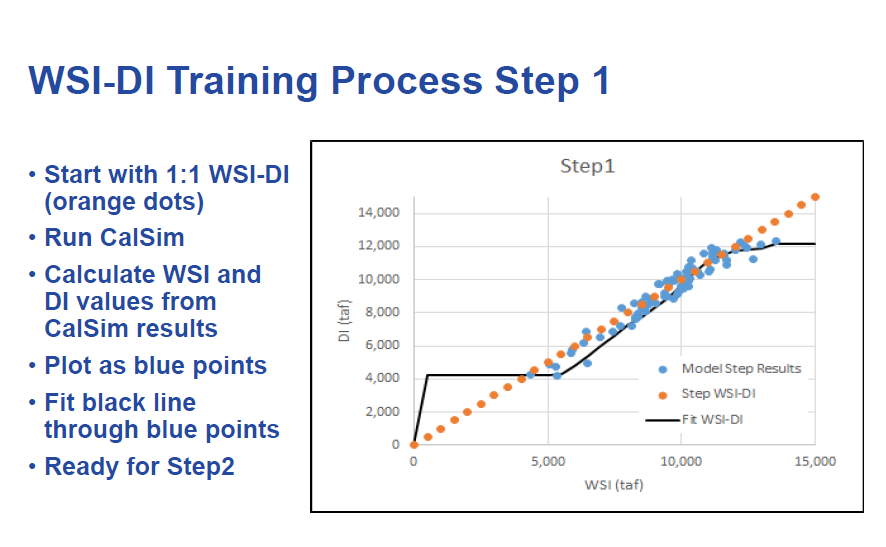 WSI-DI Training Process Step 1
• Start with 1:1 WSI-DI
(orange dots)
• Run CalSim
• Calculate WSI and
DI values from
CalSim results
• Plot as blue points
• Fit black line
through blue points
• Ready for Step2
Step1
14,000
12,000
10,000
8,000
6,000
4,000
2,000
0
DI (taf)
0
5,000
10,000
15,000
WSI (taf)
Model Step Results
Step WSI-DI
Fit WSI-DI